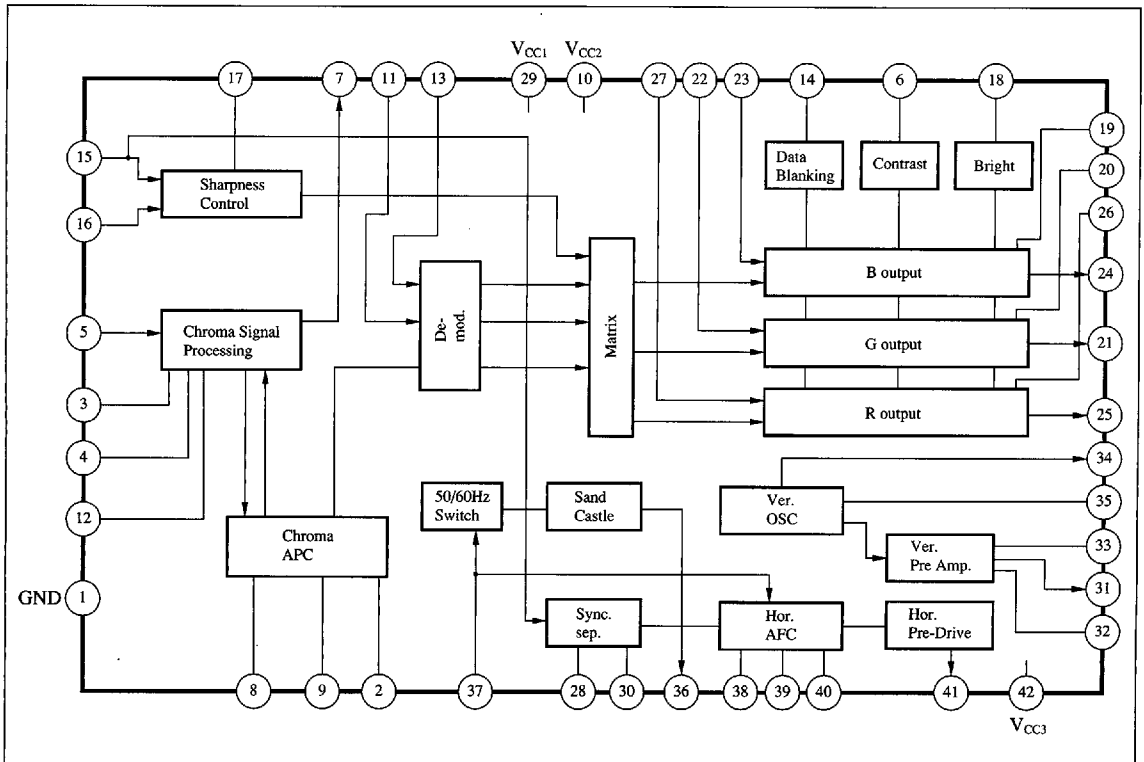 VCC1 VCC2
17 7 11 13 29 10 27 22 23 14 6 18
19
15
Data
Blanking
Contrast
Bright
20
Sharpness
Control
16
26
B output
24
De-
mod.
Matrix
5
Chroma Signal
Processing
G output
21
3
R output
25
4
34
50/60Hz
Switch
Sand
Castle
Ver.
OSC
35
12
Chroma
APC
Ver.
Pre Amp.
33
31
GND 1
Sync.
sep.
Hor.
AFC
Hor.
Pre-Drive
32
8 9 2 37 28 30 36 38 39 40 41 42
VCC3